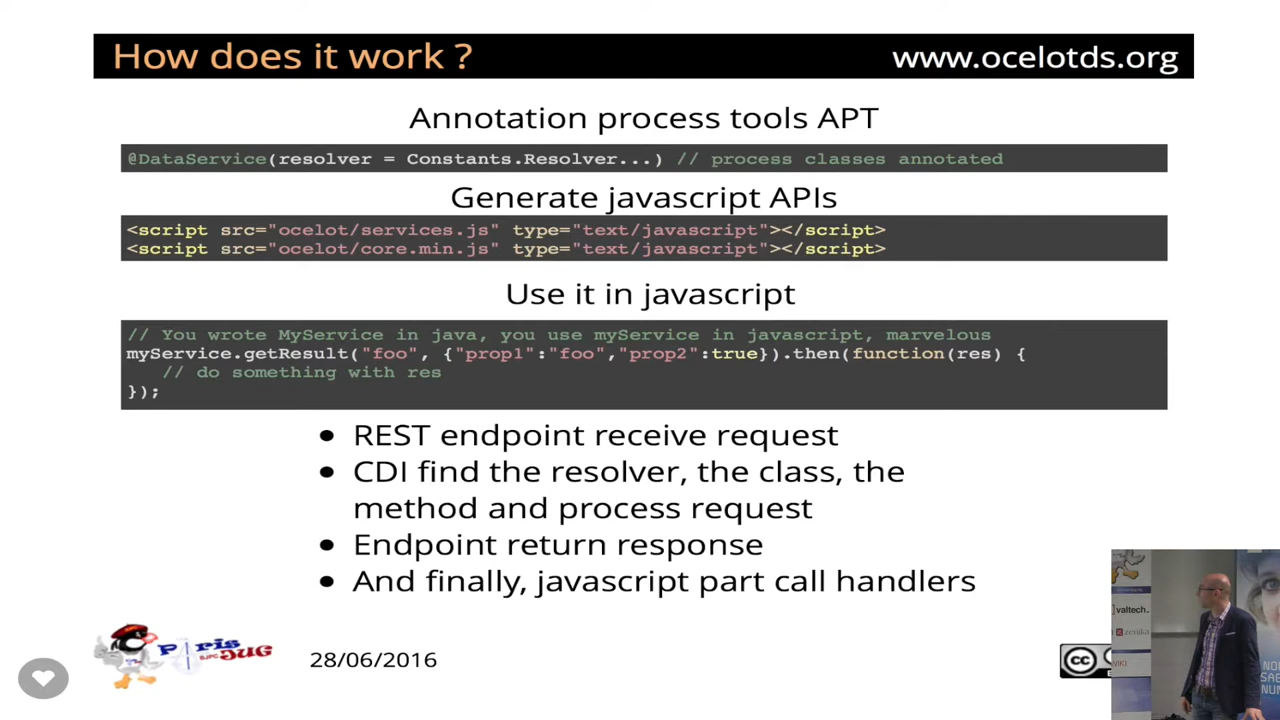 How does it work ?
www.ocelotds.org
Annotation process tools APT
@DataService(resolver = Constants.Resolver...) // process classes annotated
Generate javascript APIs
<script src="ocelot/services.js" type="text/javascript"></script>
<script src="ocelot/core.min.js" type="text/javascript"></script>
Use it in javascript
// You wrote MyService in java, you use myService in javascript, marvelous
myService.getResult("foo", {"prop1":"foo","prop2":true}).then(function(res) {
// do something with res
});
• REST endpoint receive request
• CDI find the resolver, the class, the
method and process request
• Endpoint return response
• And finally, javascript part call handlers
Paris
JUG
28/06/2016
cc
valtech.
zenika